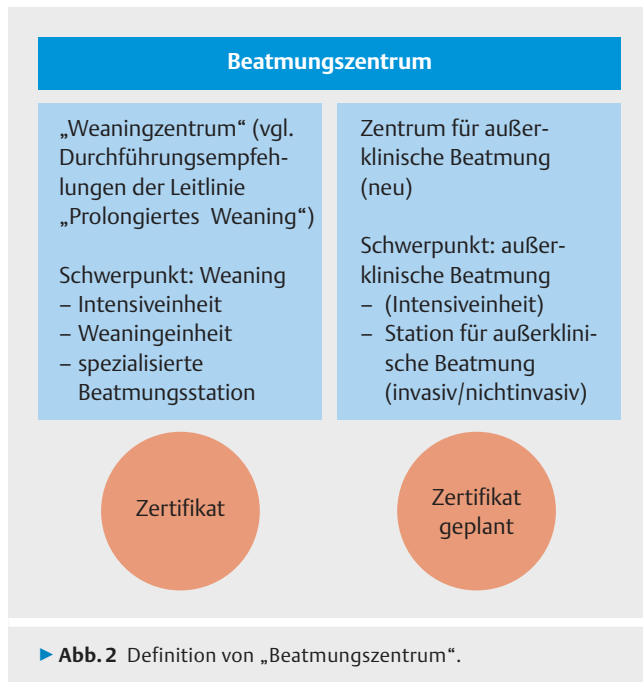 Beatmungszentrum
„Weaningzentrum“ (vgl.
Durchführungsempfeh-
lungen der Leitlinie
„Prolongiertes Weaning“)
Schwerpunkt: Weaning
– Intensiveinheit
– Weaningeinheit
– spezialisierte
Beatmungsstation
Zertifikat
Zentrum für außer-
klinische Beatmung
(neu)
Schwerpunkt: außer-
klinische Beatmung
– (Intensiveinheit)
– Station für außerklini-
sche Beatmung
(invasiv/nichtinvasiv)
Zertifikat
geplant
▶ Abb. 2 Definition von „Beatmungszentrum“.